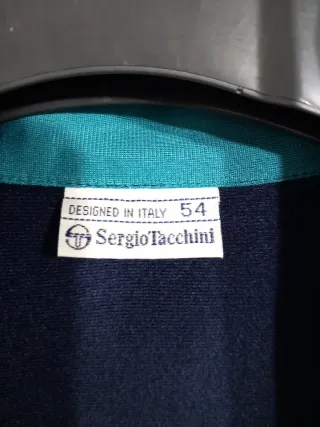 DESIGNED IN ITALY 54
SergioTacchini